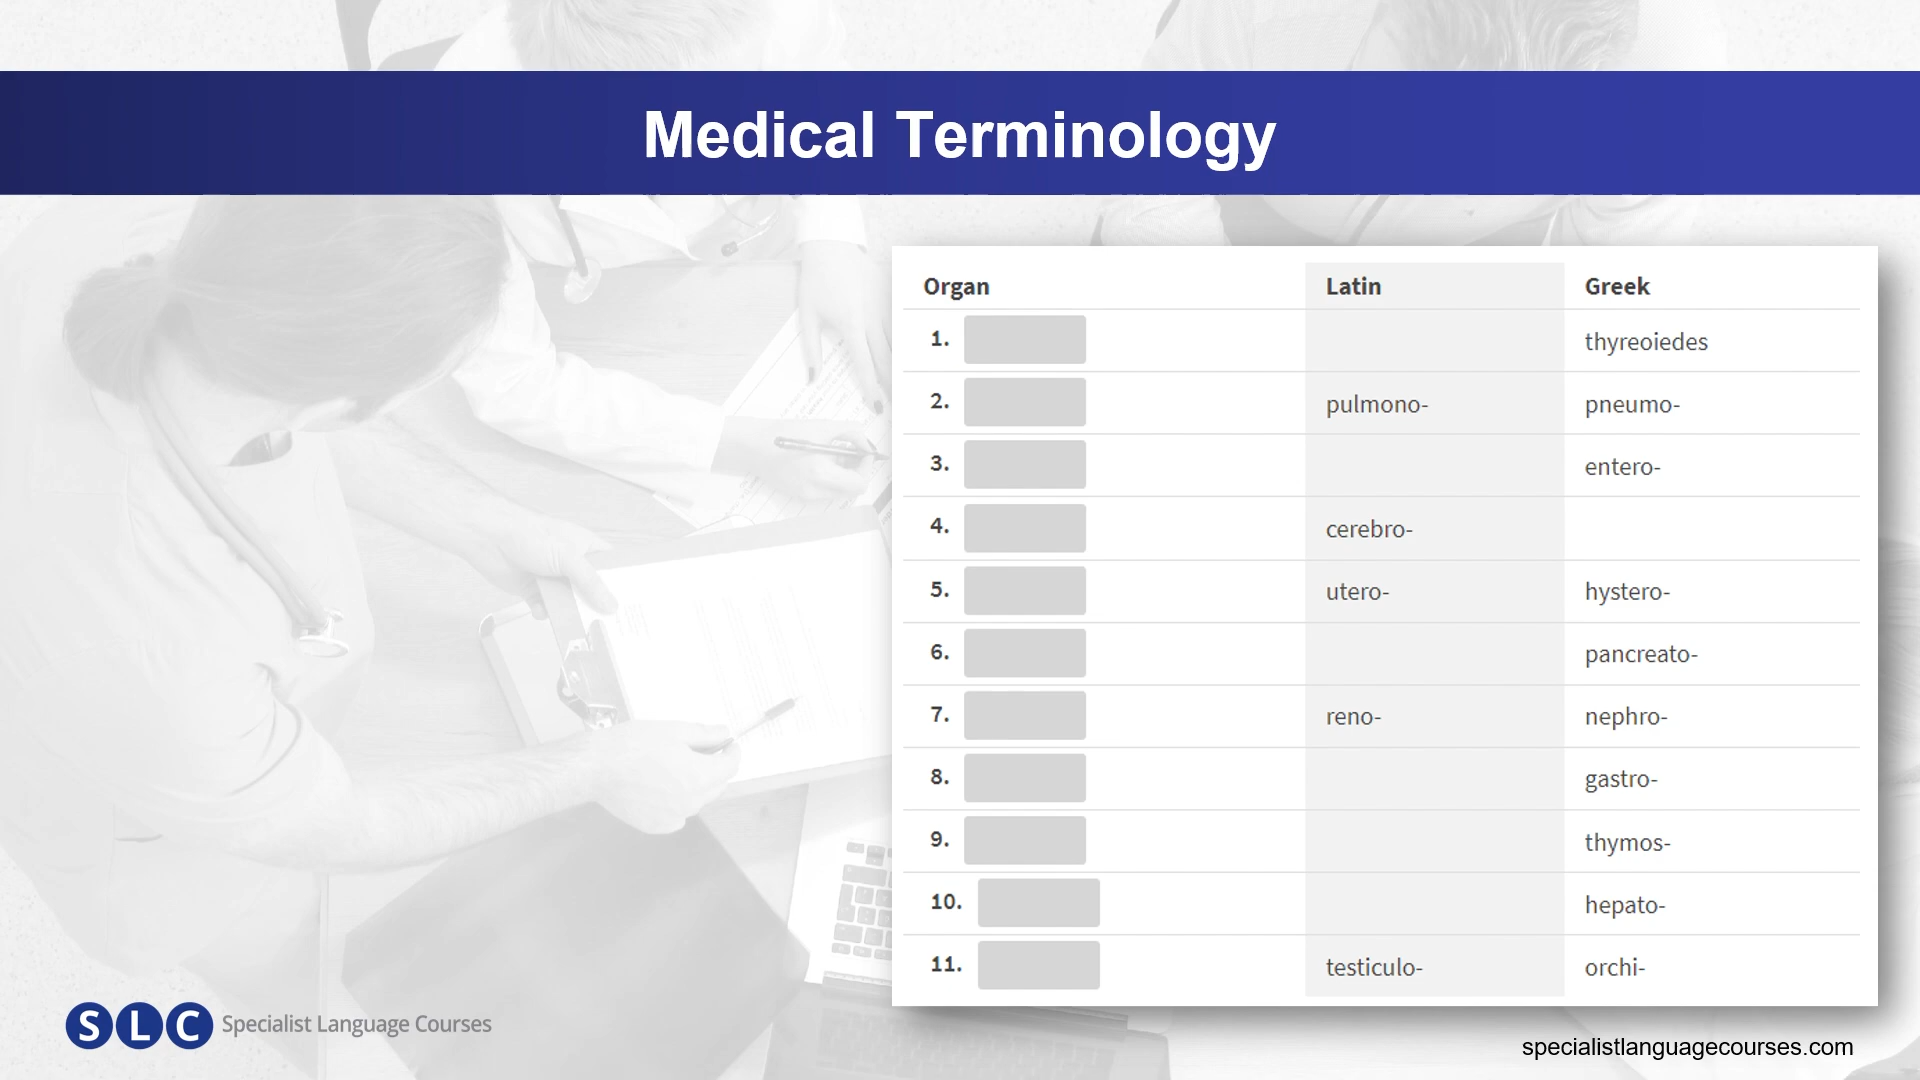 Medical Terminology
Organ Latin Greek
1. thyreoiedes
2. pulmono- pneumo-
3. entero-
4. cerebro-
5. utero- hystero-
6. pancreato-
7. reno- nephro-
8. gastro-
9. thymos-
10. hepato-
11. testiculo- orchi-
SLC Specialist Language Courses
specialistlanguagecourses.com